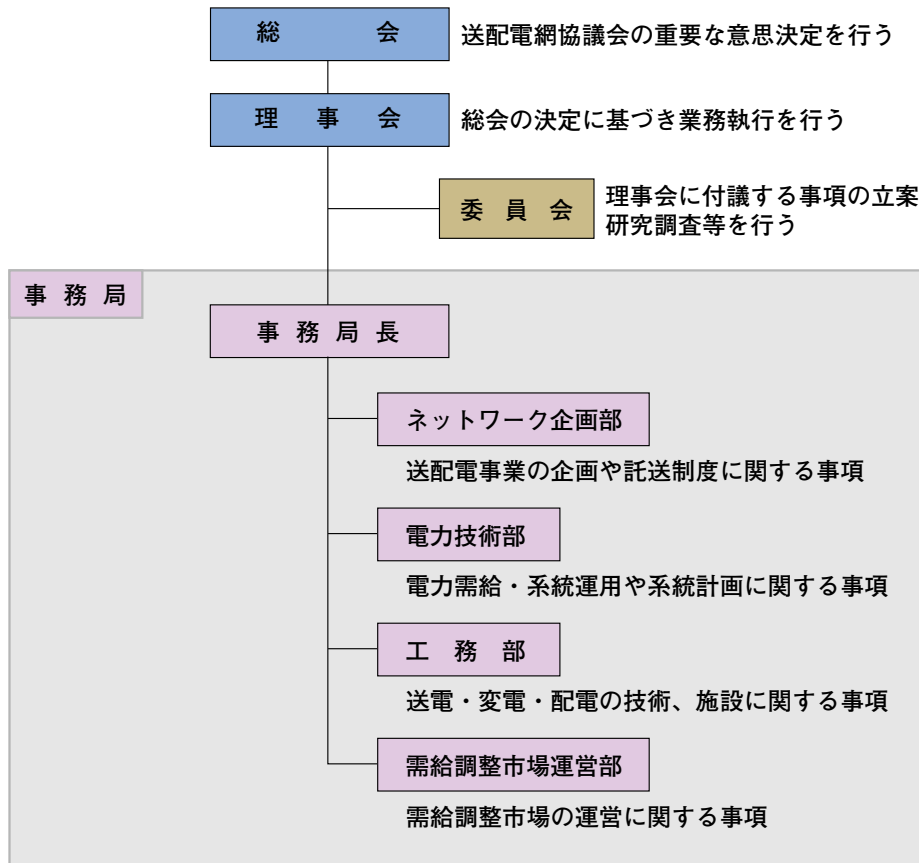 総会
送配電網協議会の重要な意思決定を行う
理事会
総会の決定に基づき業務執行を行う
委員会
理事会に付議する事項の立案
研究調査等を行う
事務局
事務局長
ネットワーク企画部
送配電事業の企画や託送制度に関する事項
電力技術部
電力需給・系統運用や系統計画に関する事項
工務部
送電・変電・配電の技術、施設に関する事項
需給調整市場運営部
需給調整市場の運営に関する事項